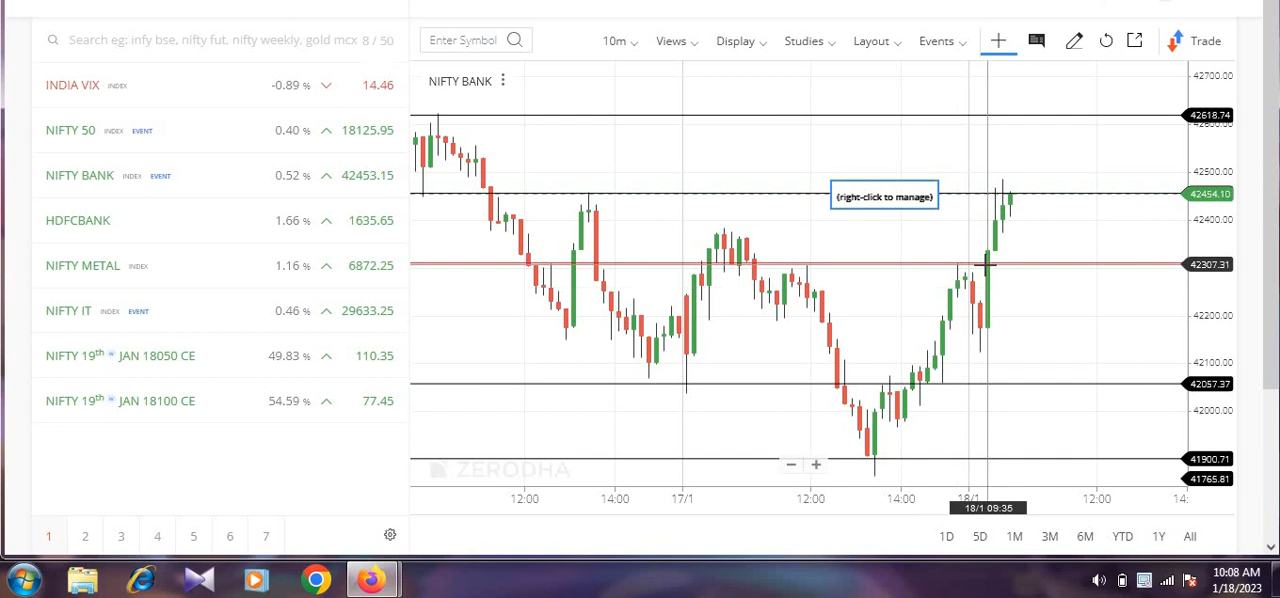 Search eg: infy bse, nifty fut, nifty weekly, gold mcx 8 / 50
INDIA VIX INDEX -0.89 % 14.46
NIFTY 50 INDEX EVENT 0.40 % 18125.95
NIFTY BANK INDEX EVENT 0.52 % 42453.15
HDFCBANK 1.66 % 1635.65
NIFTY METAL INDEX 1.16 % 6872.25
NIFTY IT INDEX EVENT 0.46 % 29633.25
NIFTY 19th w JAN 18050 CE 49.83 % 110.35
NIFTY 19th w JAN 18100 CE 54.59 % 77.45
1 2 3 4 5 6 7
Enter Symbol 10m Views Display Studies Layout Events Trade
NIFTY BANK
42700.00
42618.74
42600.00
42500.00
(right-click to manage)
42454.10
42400.00
42307.31
42200.00
42100.00
42057.37
42000.00
41900.71
ZERODHA
41765.81
12:00 14:00 17/1 12:00 14:00 18/1 12:00 14:
18/1 09:35
1D 5D 1M 3M 6M YTD 1Y All
10:08 AM
1/18/2023